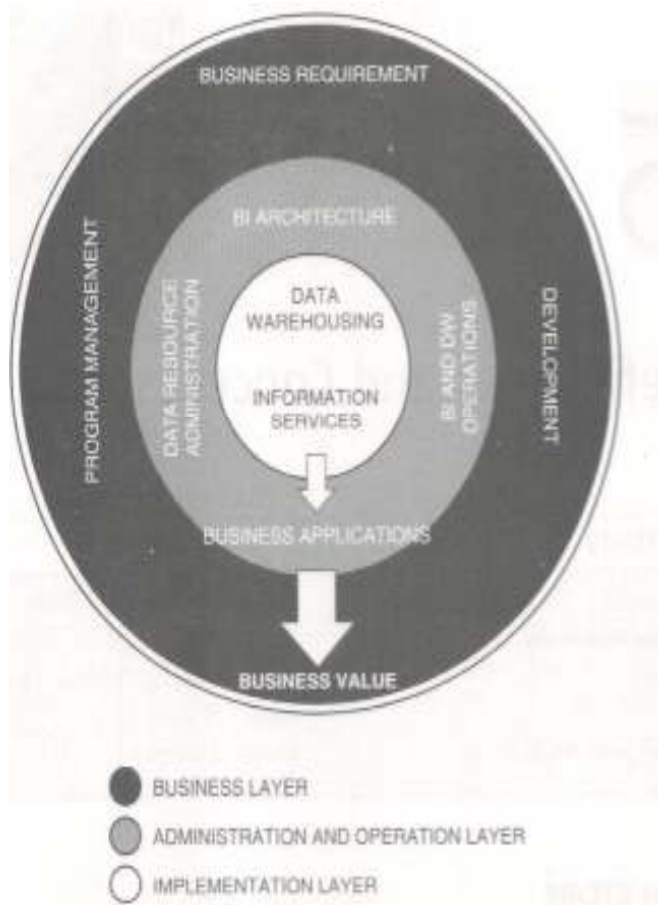 BUSINESS REQUIREMENT
BI ARCHITECTURE
PROGRAM MANAGEMENT
DATA RESOURCE
ADMINISTRATION
DATA
WAREHOUSING
INFORMATION
SERVICES
BI AND DW
OPERATIONS
DEVELOPMENT
BUSINESS APPLICATIONS
BUSINESS VALUE
BUSINESS LAYER
ADMINISTRATION AND OPERATION LAYER
IMPLEMENTATION LAYER